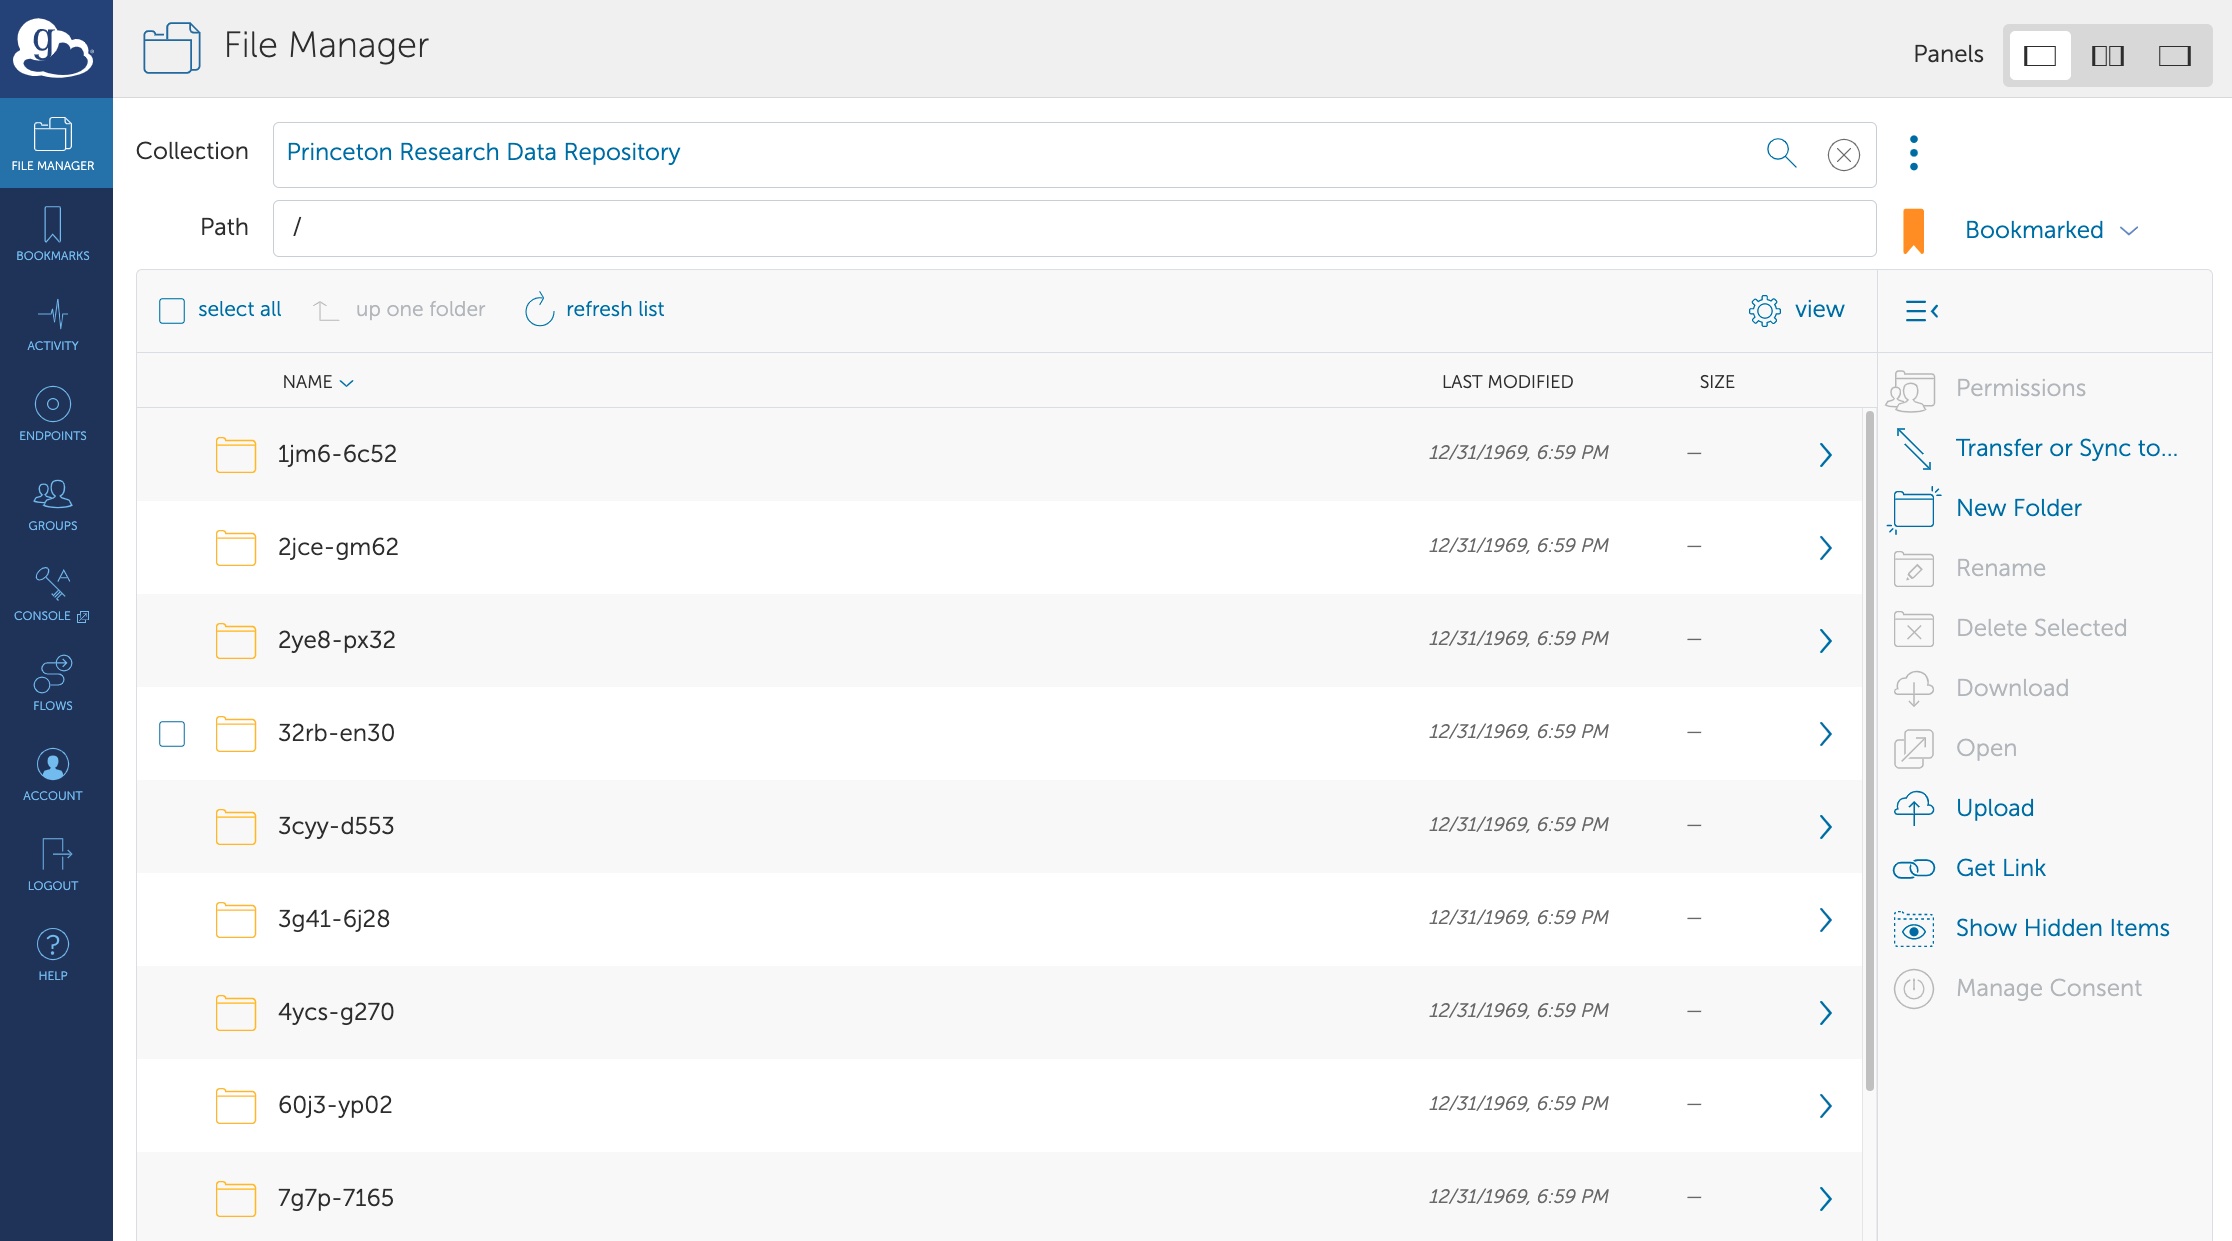 g
File Manager
Panels
FILE MANAGER
Collection
Princeton Research Data Repository
Path
/
Bookmarked
BOOKMARKS
select all
up one folder
refresh list
view
ACTIVITY
NAME
LAST MODIFIED
SIZE
Permissions
ENDPOINTS
1jm6-6c52
12/31/1969, 6:59 PM
—
Transfer or Sync to...
GROUPS
New Folder
2jce-gm62
12/31/1969, 6:59 PM
—
Rename
CONSOLE
2ye8-px32
12/31/1969, 6:59 PM
—
Delete Selected
FLOWS
Download
32rb-en30
12/31/1969, 6:59 PM
—
Open
ACCOUNT
Upload
3cyy-d553
12/31/1969, 6:59 PM
—
Get Link
LOGOUT
3g41-6j28
12/31/1969, 6:59 PM
—
Show Hidden Items
HELP
Manage Consent
4ycs-g270
12/31/1969, 6:59 PM
—
60j3-yp02
12/31/1969, 6:59 PM
—
7g7p-7165
12/31/1969, 6:59 PM
—